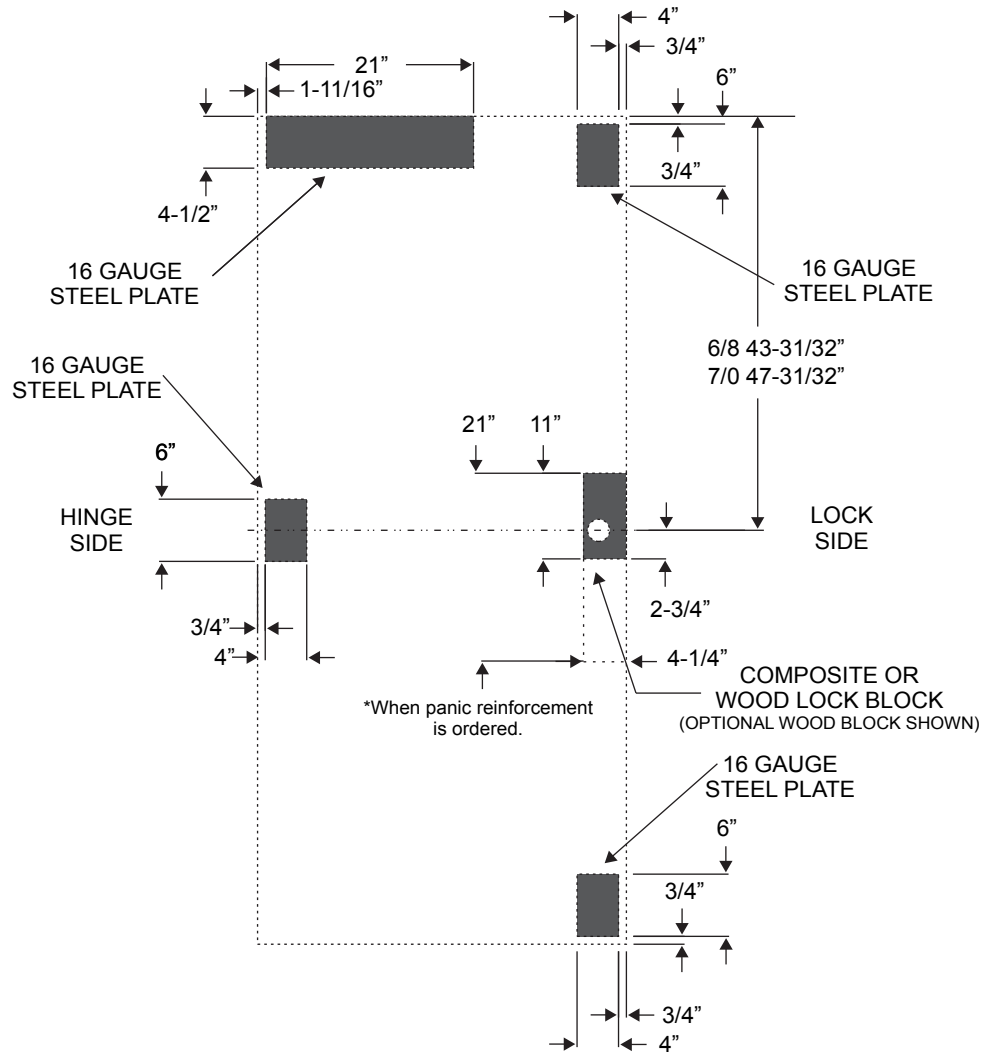 4”
3/4”
21”
1-11/16”
6”
3/4”
4-1/2”
16 GAUGE
STEEL PLATE
16 GAUGE
STEEL PLATE
6/8 43-31/32”
7/0 47-31/32”
16 GAUGE
STEEL PLATE
21”
11”
6”
HINGE
SIDE
LOCK
SIDE
2-3/4”
3/4”
4”
4-1/4”
*When panic reinforcement
is ordered.
COMPOSITE OR
WOOD LOCK BLOCK
(OPTIONAL WOOD BLOCK SHOWN)
16 GAUGE
STEEL PLATE
6”
3/4”
3/4”
4”